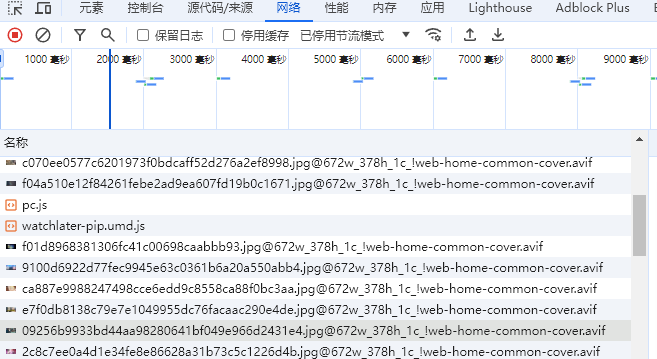 元素 控制台 源代码/来源 网络 性能 内存 应用 Lighthouse Adblock Plus
保留日志 停用缓存 已停用节流模式
1000 毫秒 2000 毫秒 3000 毫秒 4000 毫秒 5000 毫秒 6000 毫秒 7000 毫秒 8000 毫秒 9000 毫秒
名称
c070ee0577c6201973f0bdcaff52d276a2ef8998.jpg@672w_378h_1c_!web-home-common-cover.avif
f04a510e12f84261febe2ad9ea607fd19b0c1671.jpg@672w_378h_1c_!web-home-common-cover.avif
pc.js
watchlater-pip.umd.js
f01d8968381306fc41c00698caabbb93.jpg@672w_378h_1c_!web-home-common-cover.avif
9100d6922d77fec9945e63c0361b6a20a550abb4.jpg@672w_378h_1c_!web-home-common-cover.avif
ca887e9988247498cce6edd9c8558ca88f0bc3aa.jpg@672w_378h_1c_!web-home-common-cover.avif
e7f0db8138c79e7e1049955dc76facaac290e4de.jpg@672w_378h_1c_!web-home-common-cover.avif
09256b9933bd44aa98280641bf049e966d2431e4.jpg@672w_378h_1c_!web-home-common-cover.avif
2c8c7ee0a4d1e34fe8e86628a31b73c5c1226d4b.jpg@672w_378h_1c_!web-home-common-cover.avif